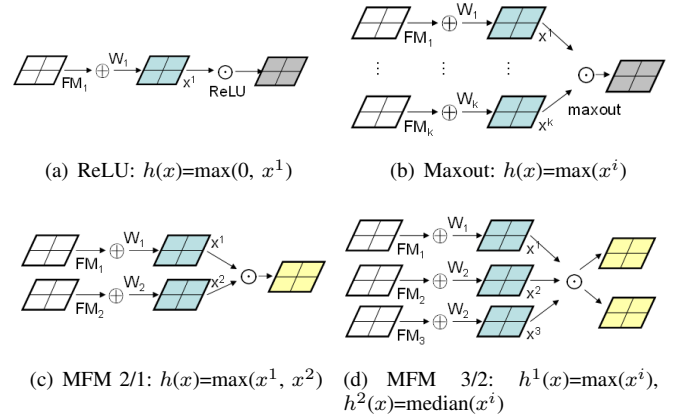 FM₁ ⊕ W₁ x¹ ⊙ ReLU
(a) ReLU: h(x)=max(0, x¹)
FM₁ ⊕ W₁ x¹
⋮ ⋮ ⋮ ⊙ maxout
FMₖ ⊕ Wₖ xᵏ
(b) Maxout: h(x)=max(xⁱ)
FM₁ ⊕ W₁ x¹
⊙
FM₂ ⊕ W₂ x²
(c) MFM 2/1: h(x)=max(x¹, x²)
FM₁ ⊕ W₁ x¹
FM₂ ⊕ W₂ x² ⊙
FM₃ ⊕ W₂ x³
(d) MFM 3/2: h¹(x)=max(xⁱ),
h²(x)=median(xⁱ)